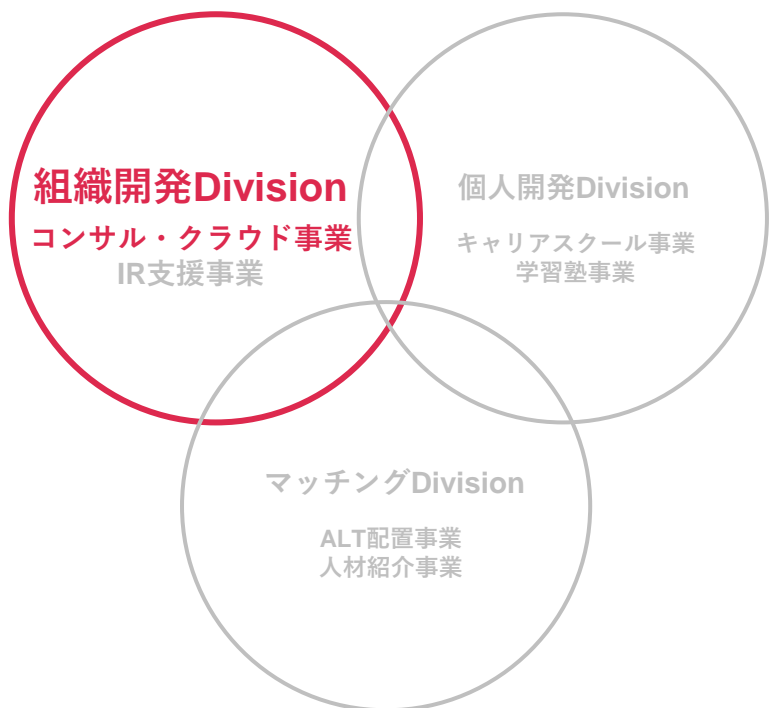 組織開発Division
コンサル・クラウド事業
IR支援事業
個人開発Division
キャリアスクール事業
学習塾事業
マッチングDivision
ALT配置事業
人材紹介事業